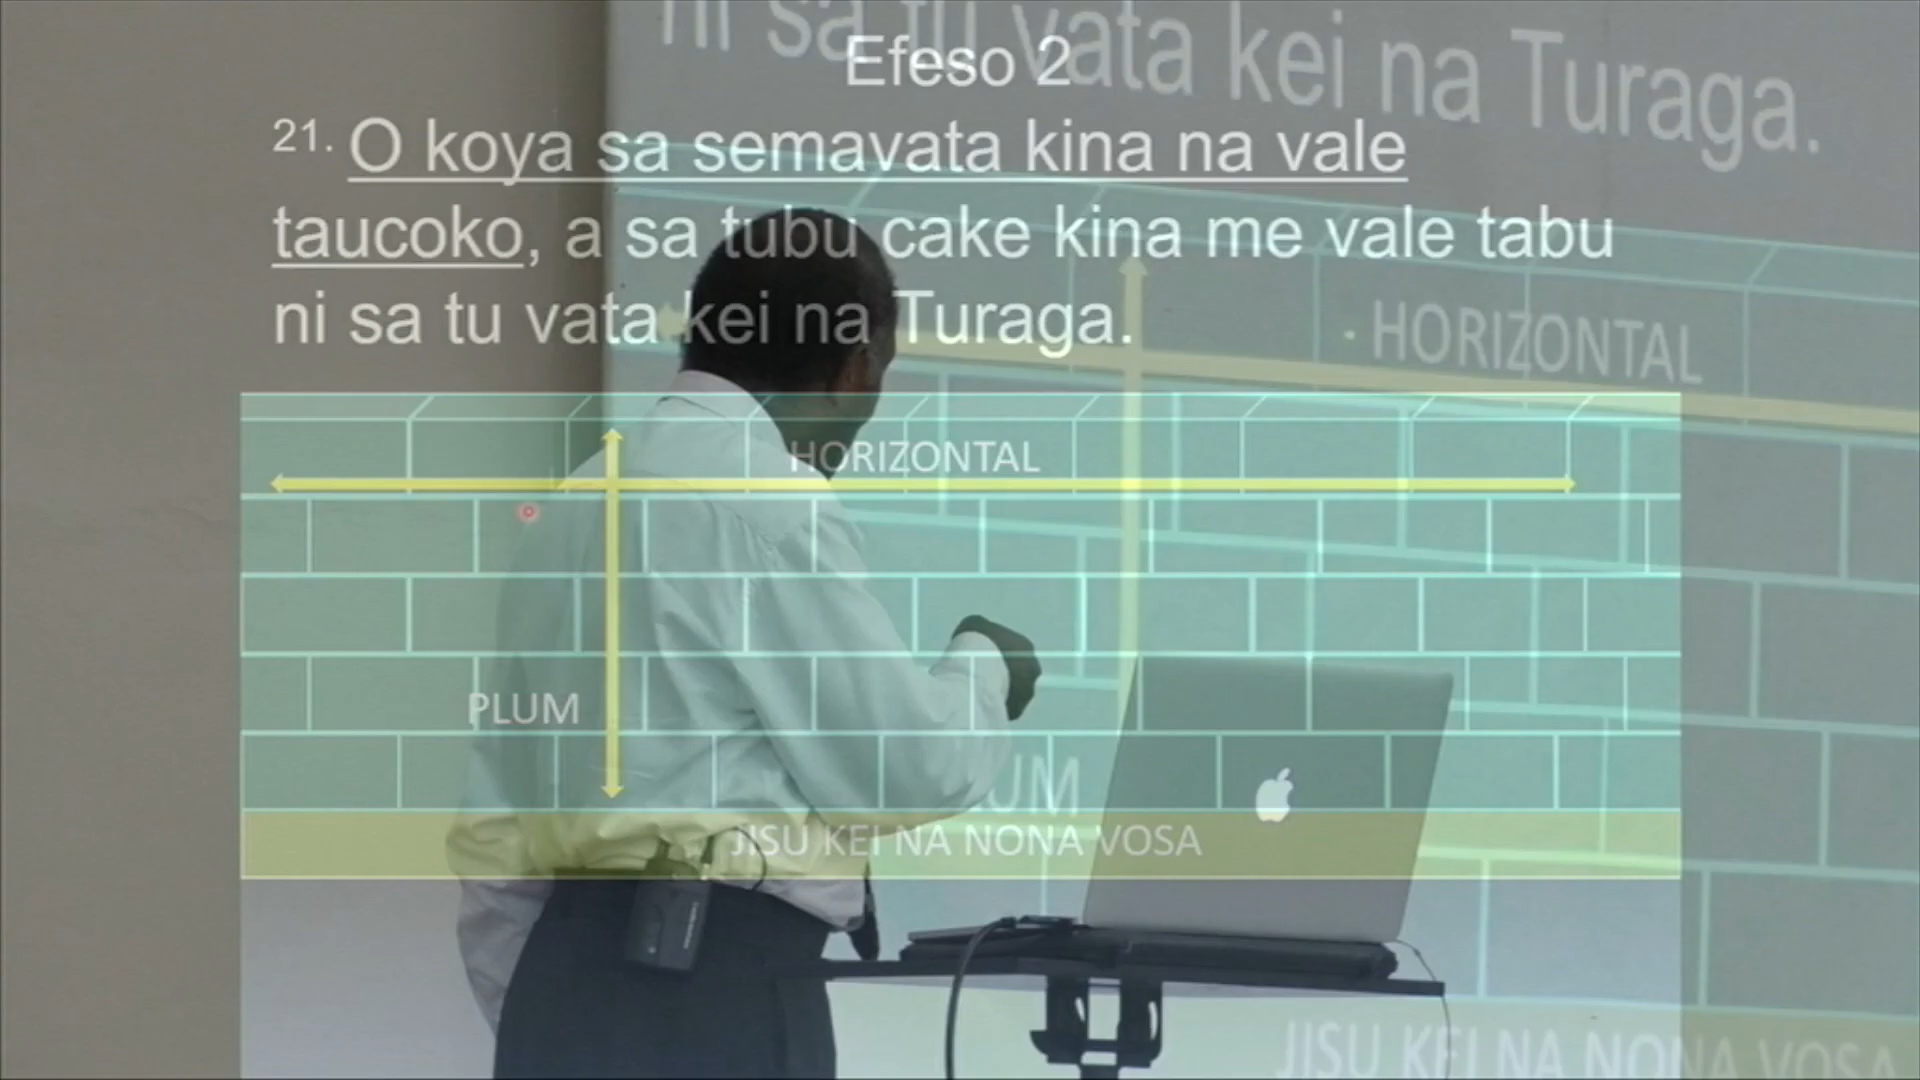 Efeso 2
21. O koya sa semavata kina na vale
taucoko, a sa tubu cake kina me vale tabu
ni sa tu vata kei na Turaga.
HORIZONTAL
PLUM
JISU KEI NA NONA VOSA
ni sa tu vata kei na Turaga.
HORIZONTAL
JISU KEI NA NONA VOSA